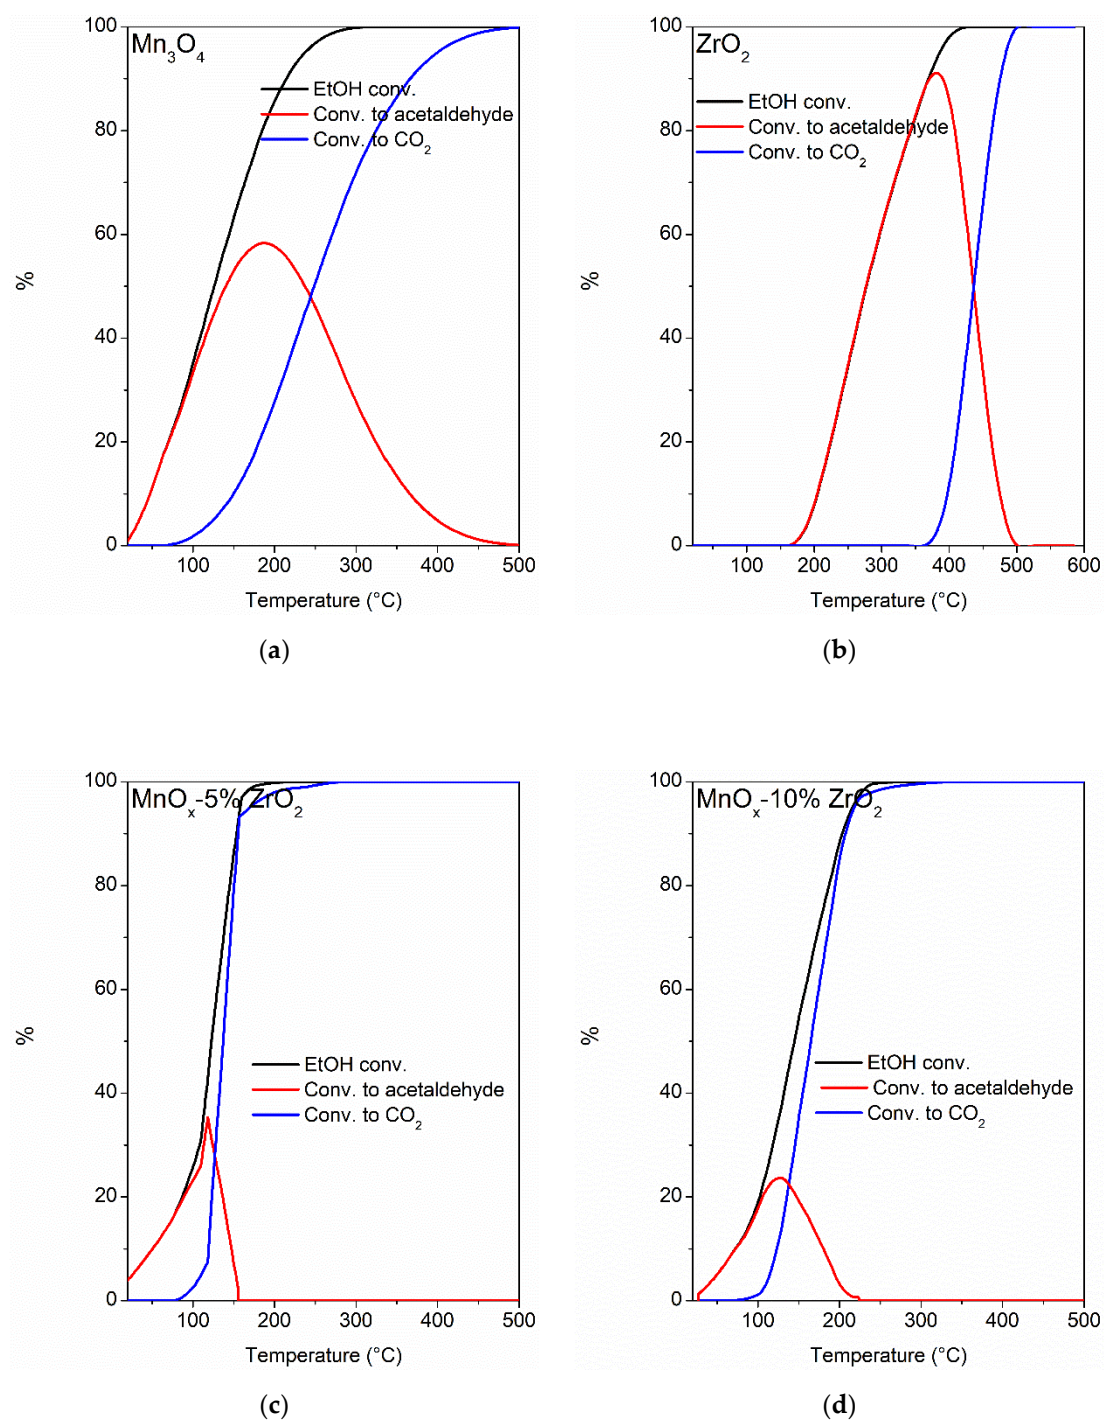 100
80
60
40
20
0
%
Mn₃O₄
EtOH conv.
Conv. to acetaldehyde
Conv. to CO₂
100 200 300 400 500
Temperature (°C)
(a)
100
80
60
40
20
0
%
ZrO₂
EtOH conv.
Conv. to acetaldehyde
Conv. to CO₂
100 200 300 400 500 600
Temperature (°C)
(b)
100
80
60
40
20
0
%
MnOₓ-5% ZrO₂
EtOH conv.
Conv. to acetaldehyde
Conv. to CO₂
100 200 300 400 500
Temperature (°C)
(c)
100
80
60
40
20
0
%
MnOₓ-10% ZrO₂
EtOH conv.
Conv. to acetaldehyde
Conv. to CO₂
100 200 300 400 500
Temperature (°C)
(d)